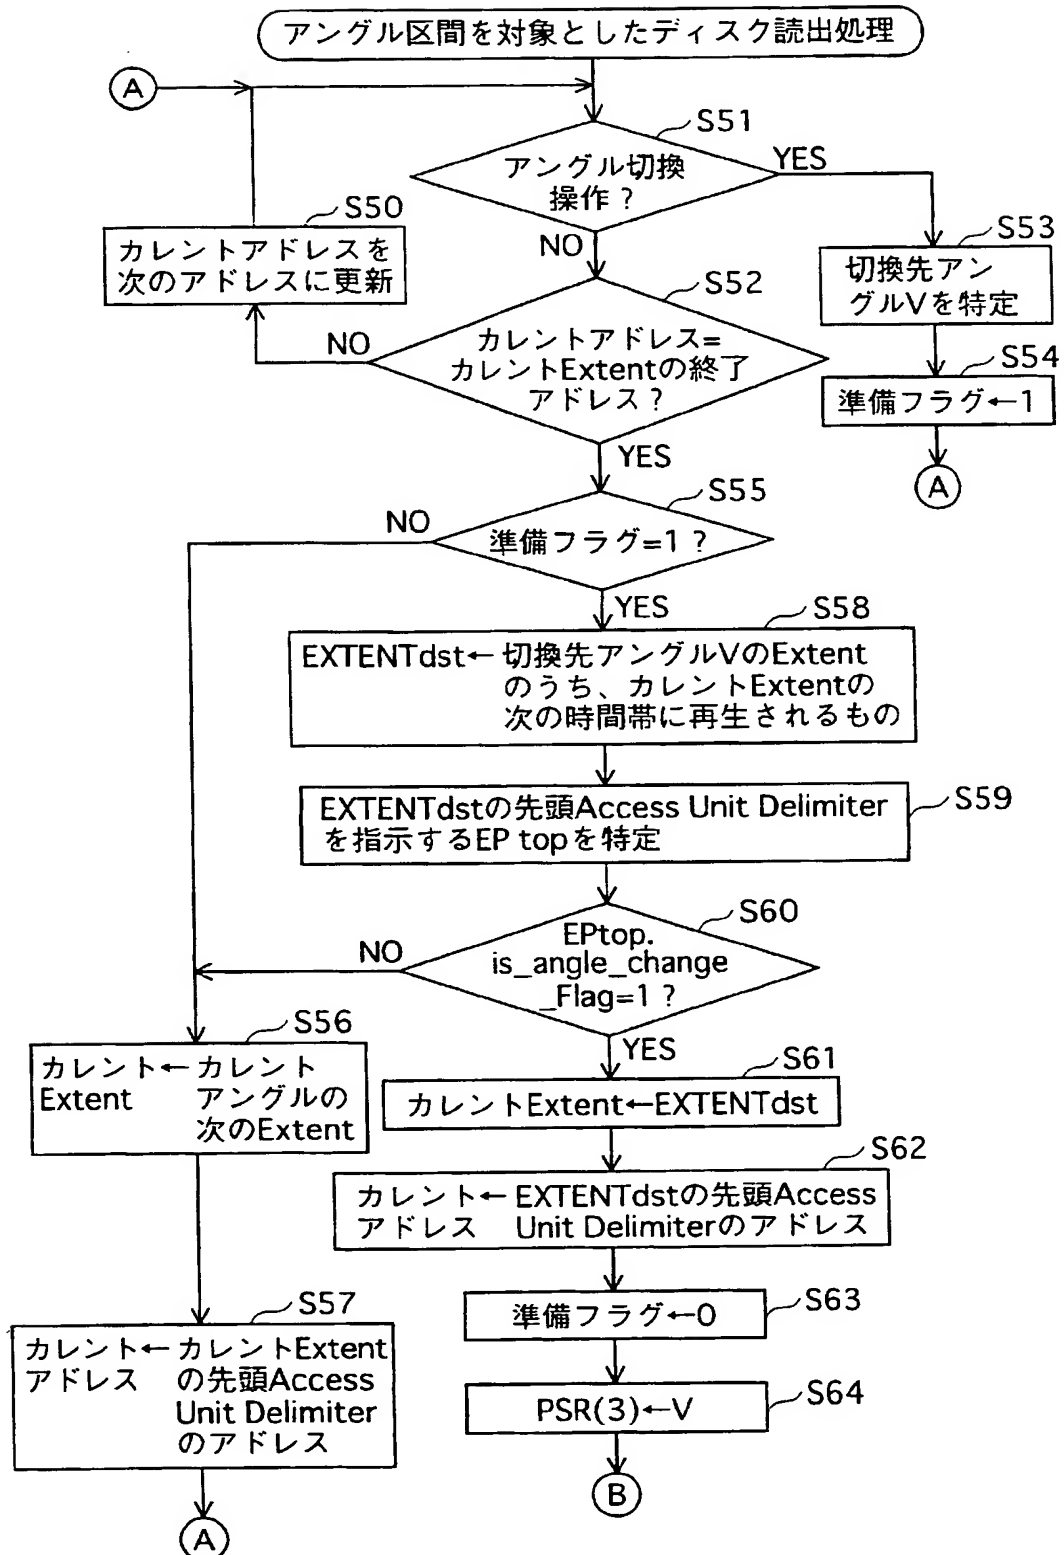 アングル区間を対象としたディスク読出処理
A
S51
アングル切換
操作？
YES
NO
S50
カレントアドレスを
次のアドレスに更新
S53
切換先アン
グルVを特定
S52
カレントアドレス=
カレントExtentの終了
アドレス？
NO
YES
S54
準備フラグ←1
A
S55
準備フラグ=1？
NO
YES
S58
EXTENTdst← 切換先アングルVのExtent
のうち、カレントExtentの
次の時間帯に再生されるもの
S59
EXTENTdstの先頭Access Unit Delimiter
を指示するEP topを特定
S60
EPtop.
is_angle_change
_Flag=1？
NO
YES
S56
カレント← カレント
Extent アングルの
次のExtent
S61
カレントExtent←EXTENTdst
S62
カレント← EXTENTdstの先頭Access
アドレス Unit Delimiterのアドレス
S57
カレント← カレントExtent
アドレス の先頭Access
Unit Delimiter
のアドレス
A
S63
準備フラグ←0
S64
PSR(3)←V
B